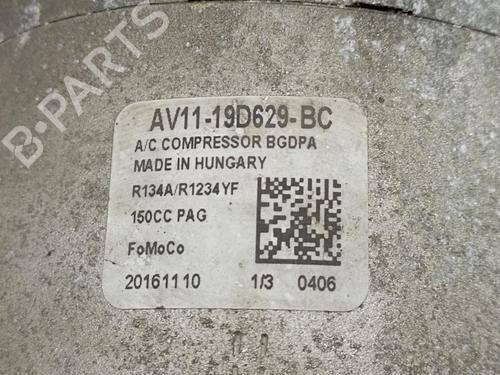 AV11-19D629-BC
A/C COMPRESSOR BGDPA
MADE IN HUNGARY
R134A/R1234YF
150CC PAG
FoMoCo
20161110 1/3 0406
B-PARTS